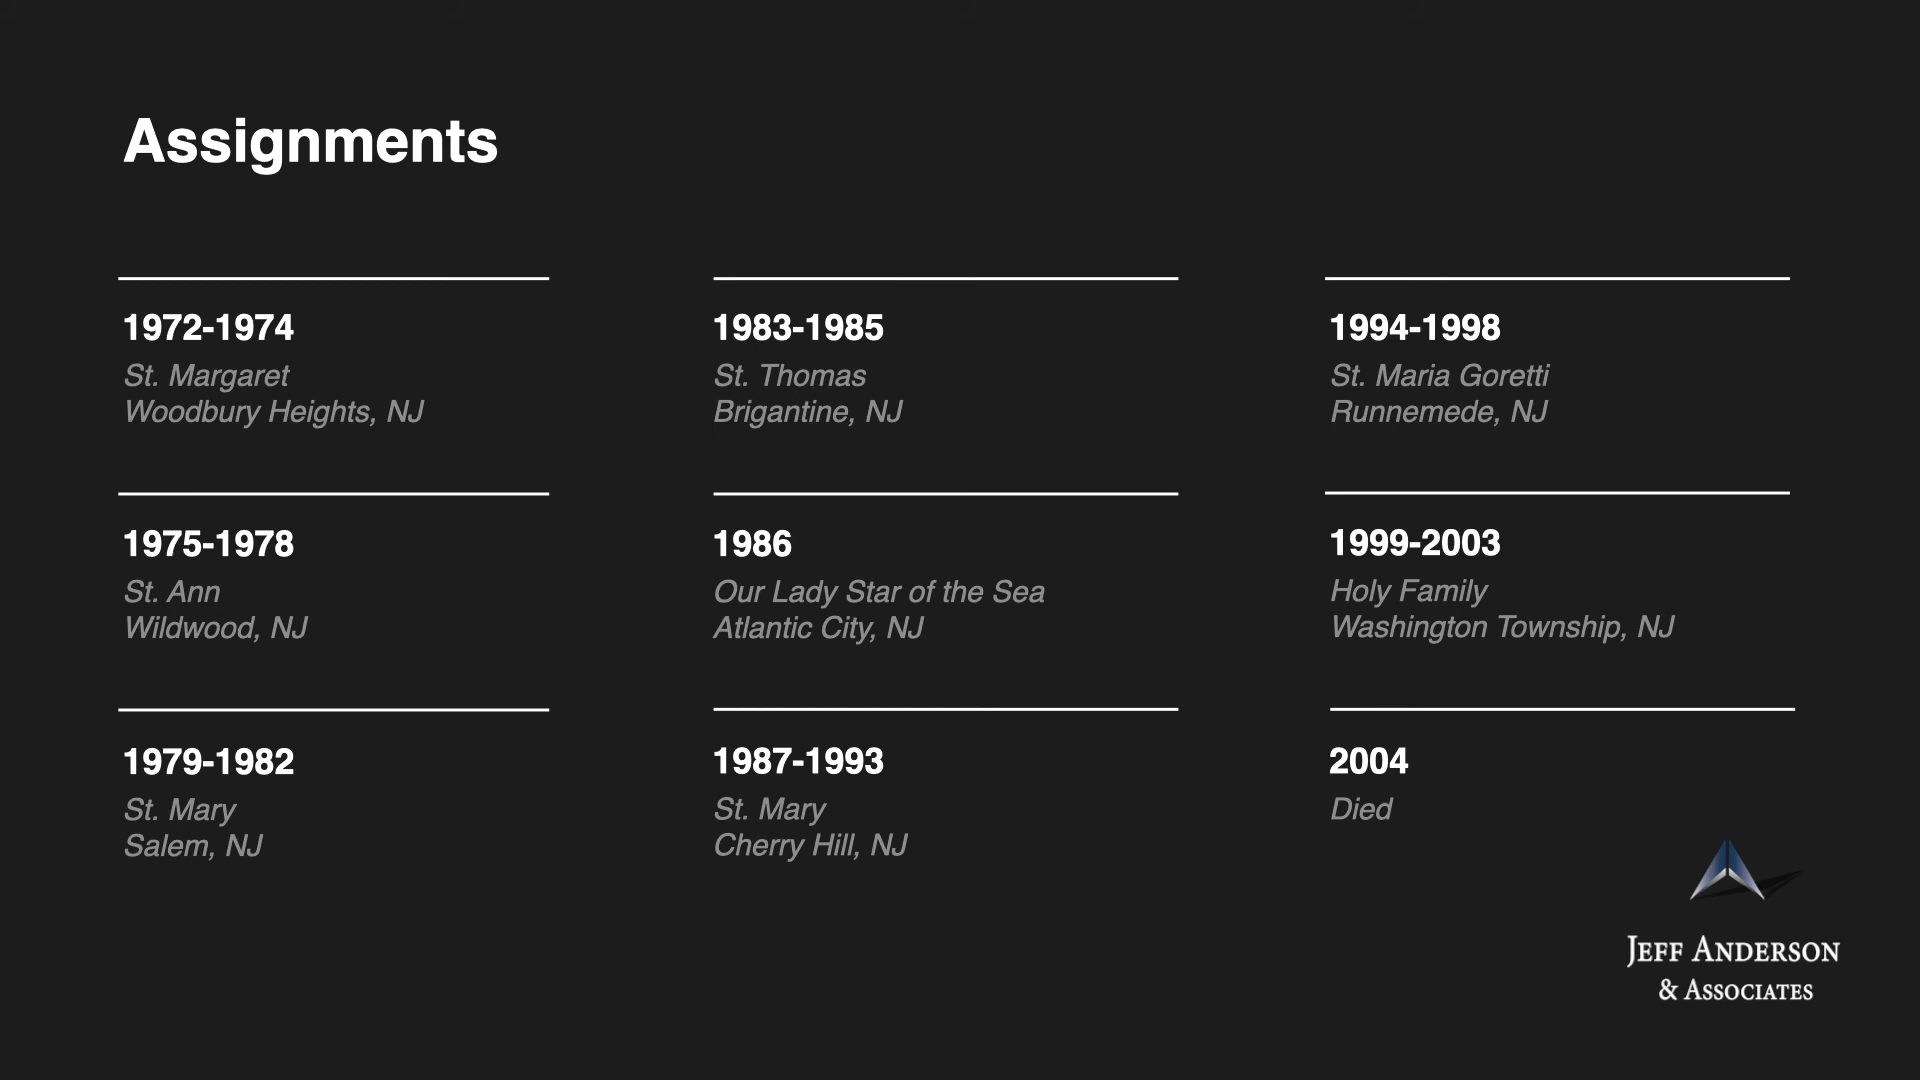 Assignments
1972-1974
St. Margaret
Woodbury Heights, NJ
1975-1978
St. Ann
Wildwood, NJ
1979-1982
St. Mary
Salem, NJ
1983-1985
St. Thomas
Brigantine, NJ
1986
Our Lady Star of the Sea
Atlantic City, NJ
1987-1993
St. Mary
Cherry Hill, NJ
1994-1998
St. Maria Goretti
Runnemede, NJ
1999-2003
Holy Family
Washington Township, NJ
2004
Died
JEFF ANDERSON
& ASSOCIATES